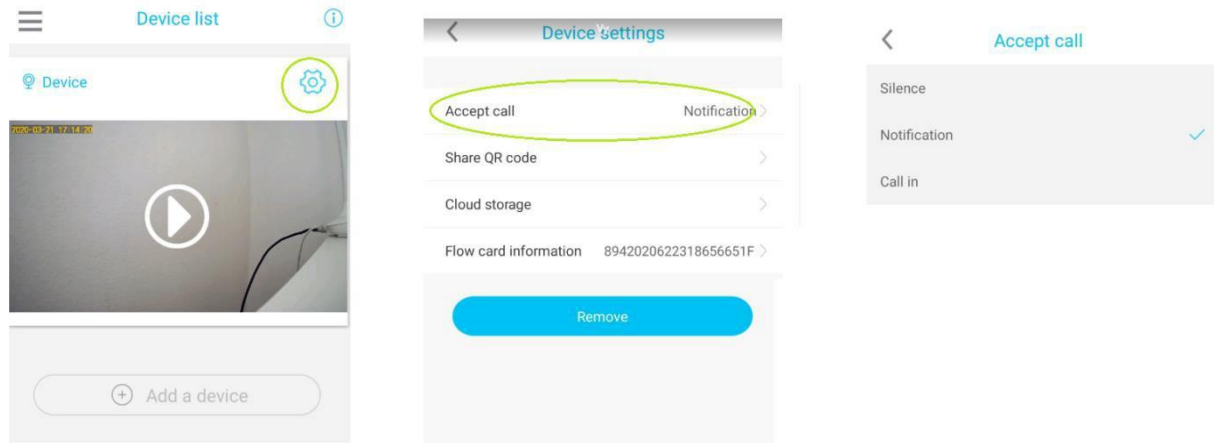 Device list
Device
2020-03-21 17:14:20
Add a device
Device settings
Accept call Notification
Share QR code
Cloud storage
Flow card information 8942020622318656651F
Remove
Accept call
Silence
Notification
Call in